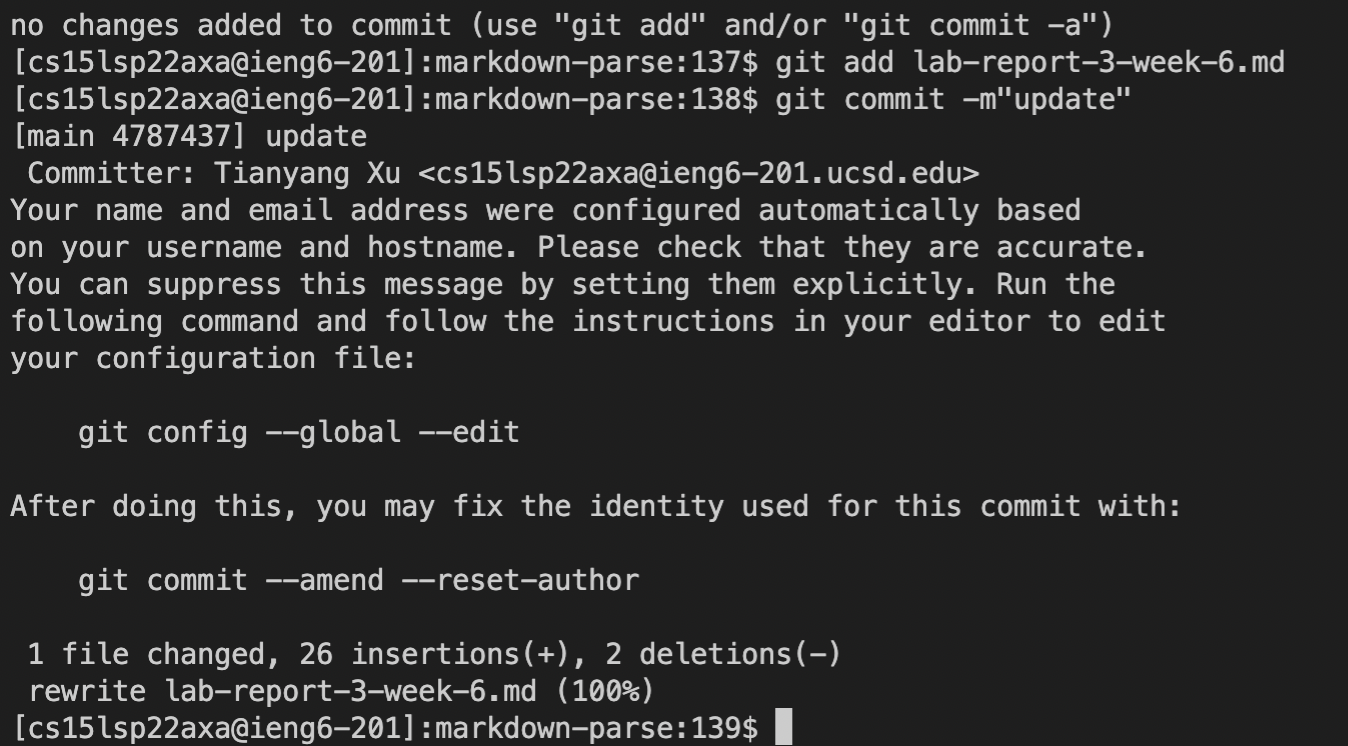 no changes added to commit (use "git add" and/or "git commit -a")
[cs15lsp22axa@ieng6-201]:markdown-parse:137$ git add lab-report-3-week-6.md
[cs15lsp22axa@ieng6-201]:markdown-parse:138$ git commit -m"update"
[main 4787437] update
 Committer: Tianyang Xu <cs15lsp22axa@ieng6-201.ucsd.edu>
Your name and email address were configured automatically based
on your username and hostname. Please check that they are accurate.
You can suppress this message by setting them explicitly. Run the
following command and follow the instructions in your editor to edit
your configuration file:

    git config --global --edit

After doing this, you may fix the identity used for this commit with:

    git commit --amend --reset-author

 1 file changed, 26 insertions(+), 2 deletions(-)
 rewrite lab-report-3-week-6.md (100%)
[cs15lsp22axa@ieng6-201]:markdown-parse:139$